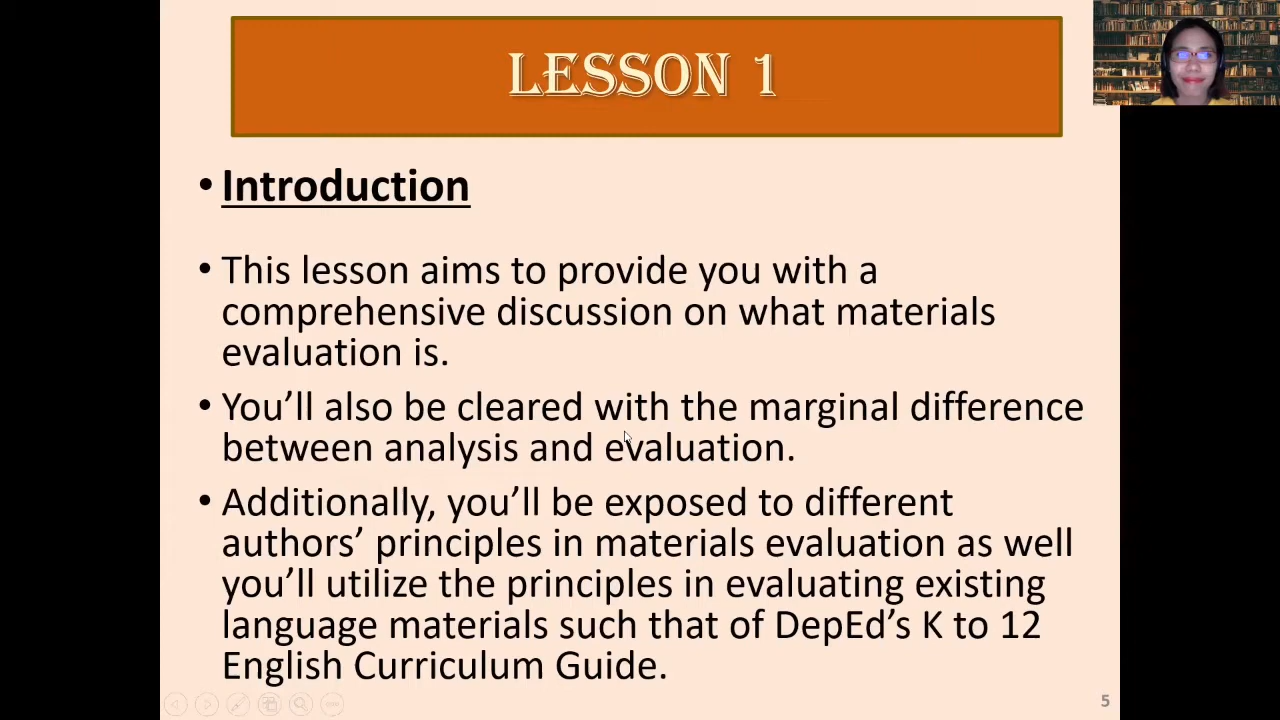 LESSON 1
• Introduction
• This lesson aims to provide you with a
comprehensive discussion on what materials
evaluation is.
• You’ll also be cleared with the marginal difference
between analysis and evaluation.
• Additionally, you’ll be exposed to different
authors’ principles in materials evaluation as well
you’ll utilize the principles in evaluating existing
language materials such that of DepEd’s K to 12
English Curriculum Guide.
5